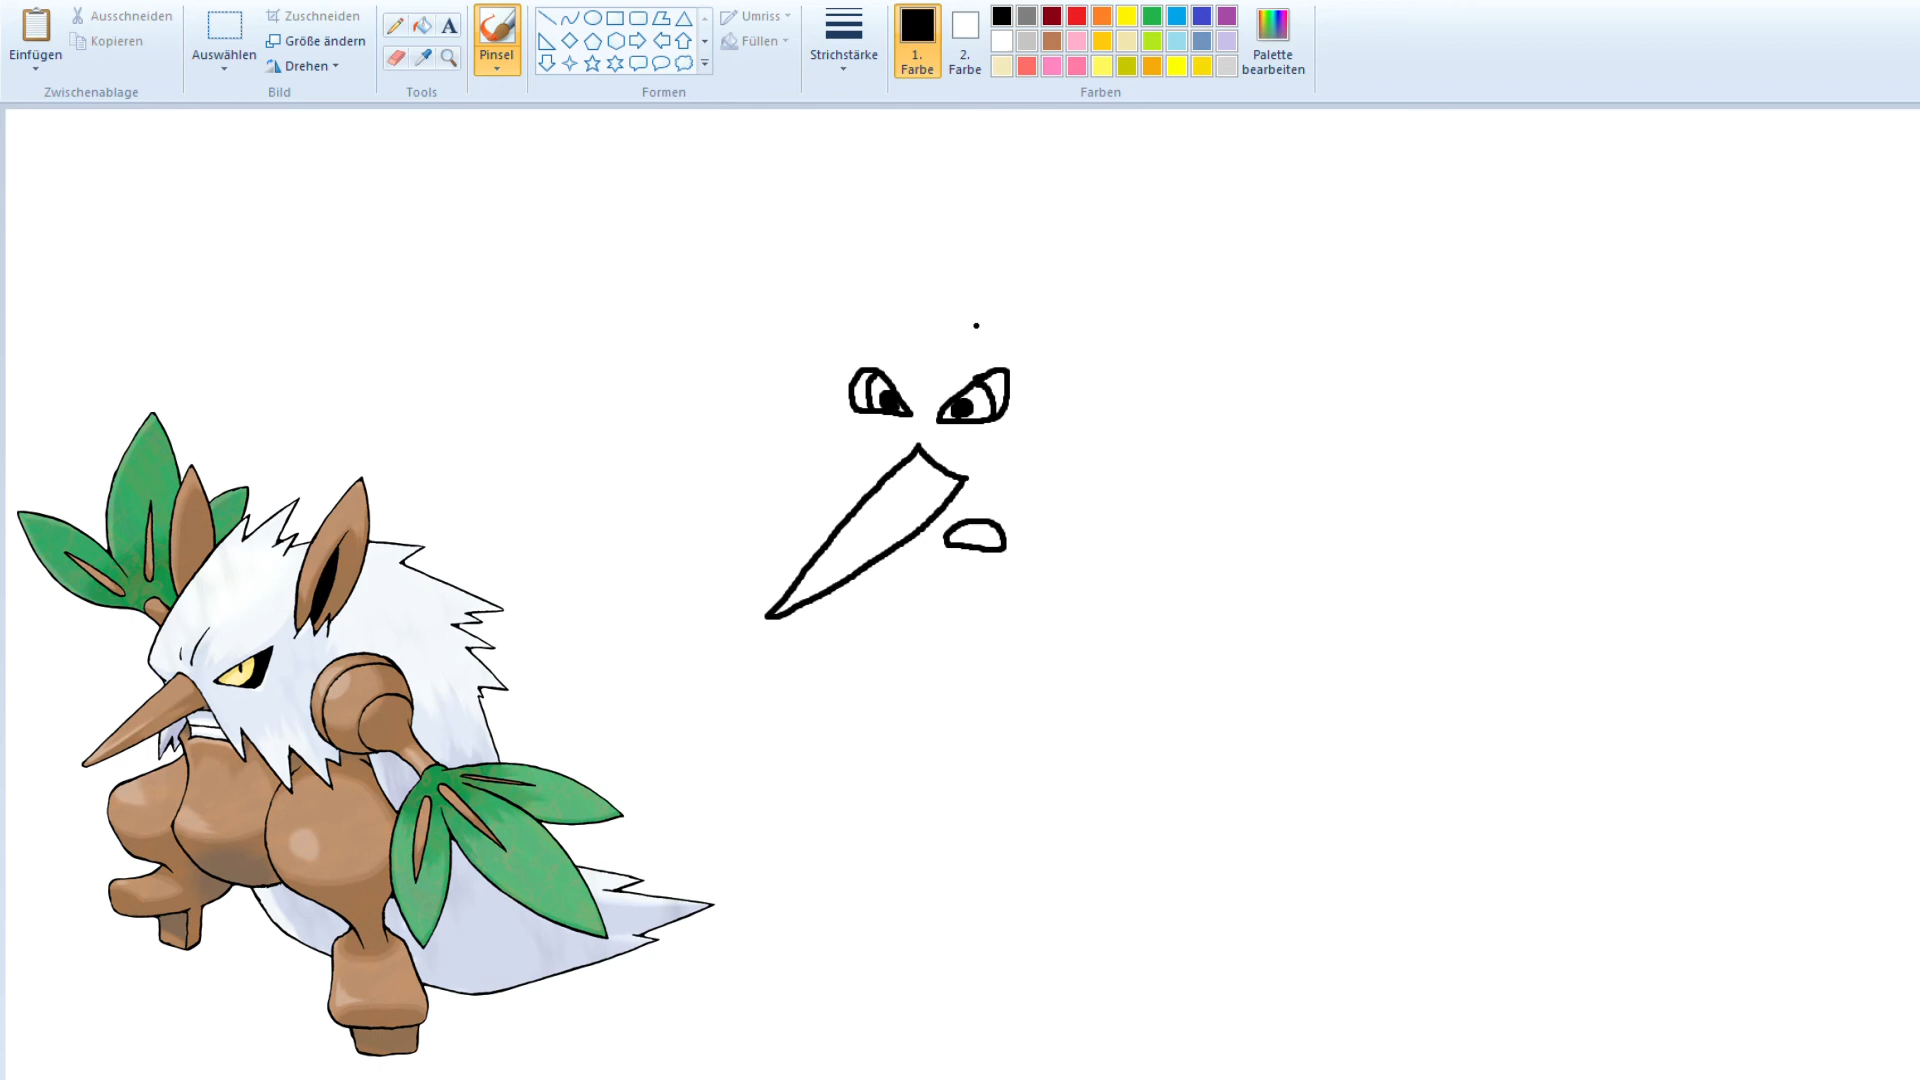 Einfügen
Ausschneiden
Kopieren
Zwischenablage
Auswählen
Zuschneiden
Größe ändern
Drehen
Bild
A
Tools
Pinsel
Formen
Umriss
Füllen
Strichstärke
1.
Farbe
2.
Farbe
Palette
bearbeiten
Farben